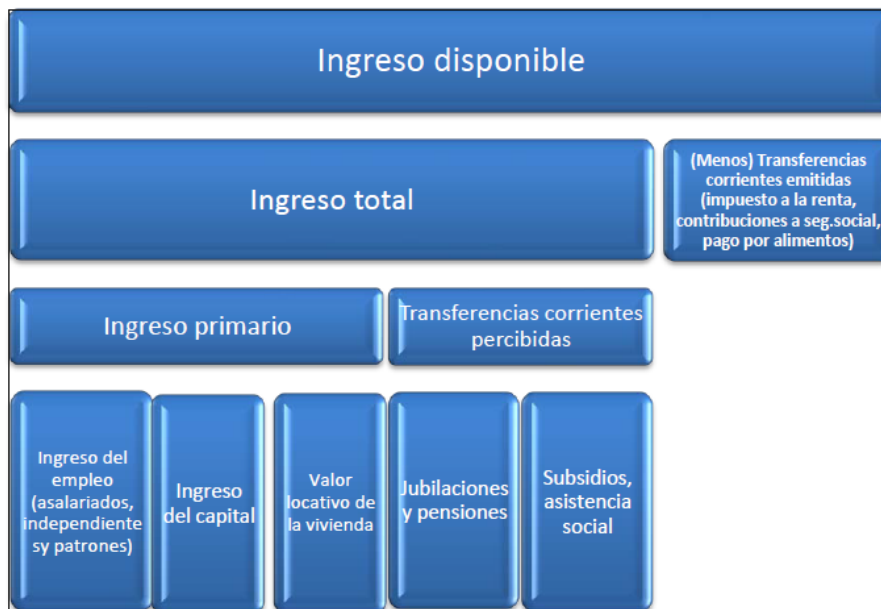 Ingreso disponible
Ingreso total
(Menos) Transferencias
corrientes emitidas
(impuesto a la renta,
contribuciones a seg.social,
pago por alimentos)
Ingreso primario
Transferencias corrientes
percibidas
Ingreso del
empleo
(asalariados,
independiente
sy patrones)
Ingreso
del capital
Valor
locativo de
la vivienda
Jubilaciones
y pensiones
Subsidios,
asistencia
social